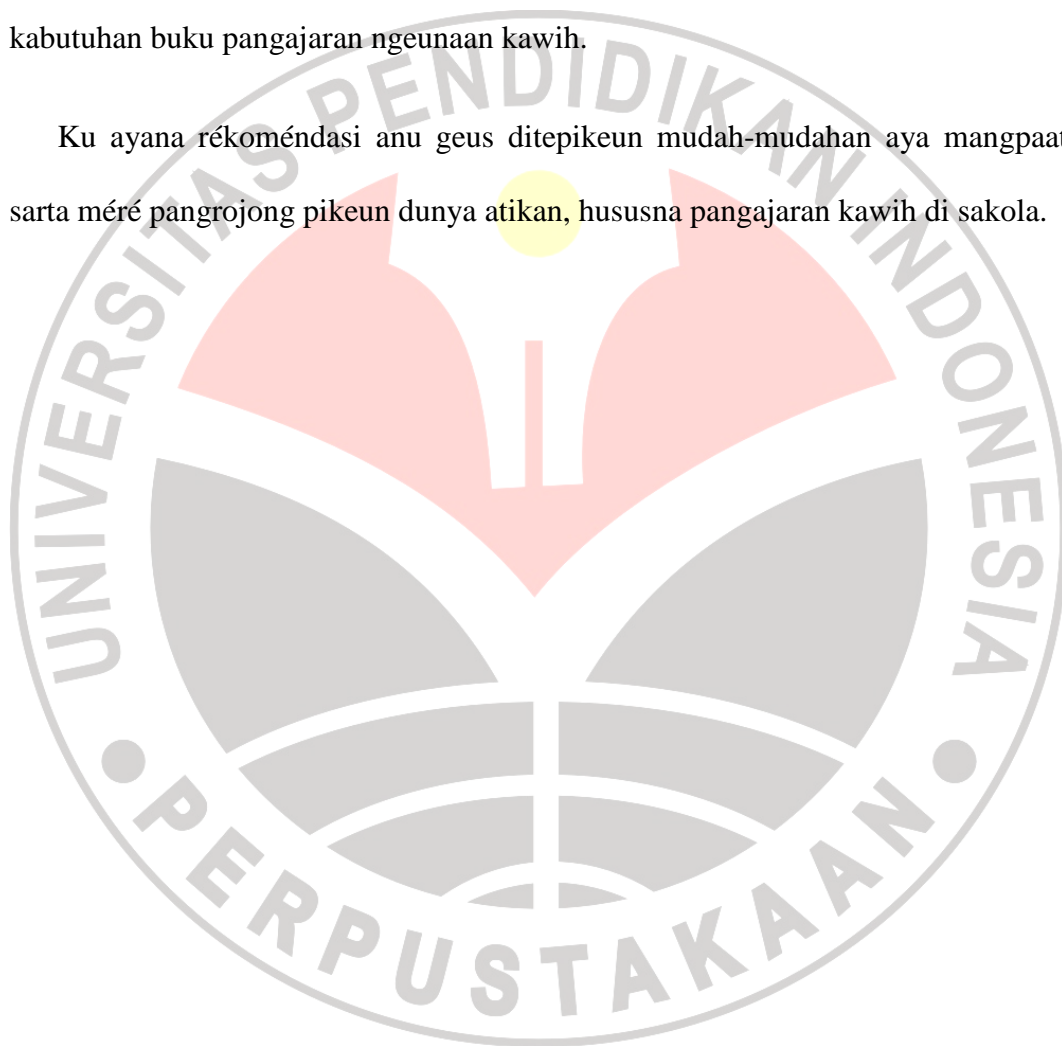 kabutuhan buku pangajaran ngeunaan kawih.
Ku ayana rékoméndasi anu geus ditepikeun mudah-mudahan aya mangpaat
sarta méré pangrojong pikeun dunya atikan, hususna pangajaran kawih di sakola.
UNIVERSITAS PENDIDIKAN INDONESIA
PERPUSTAKAAN